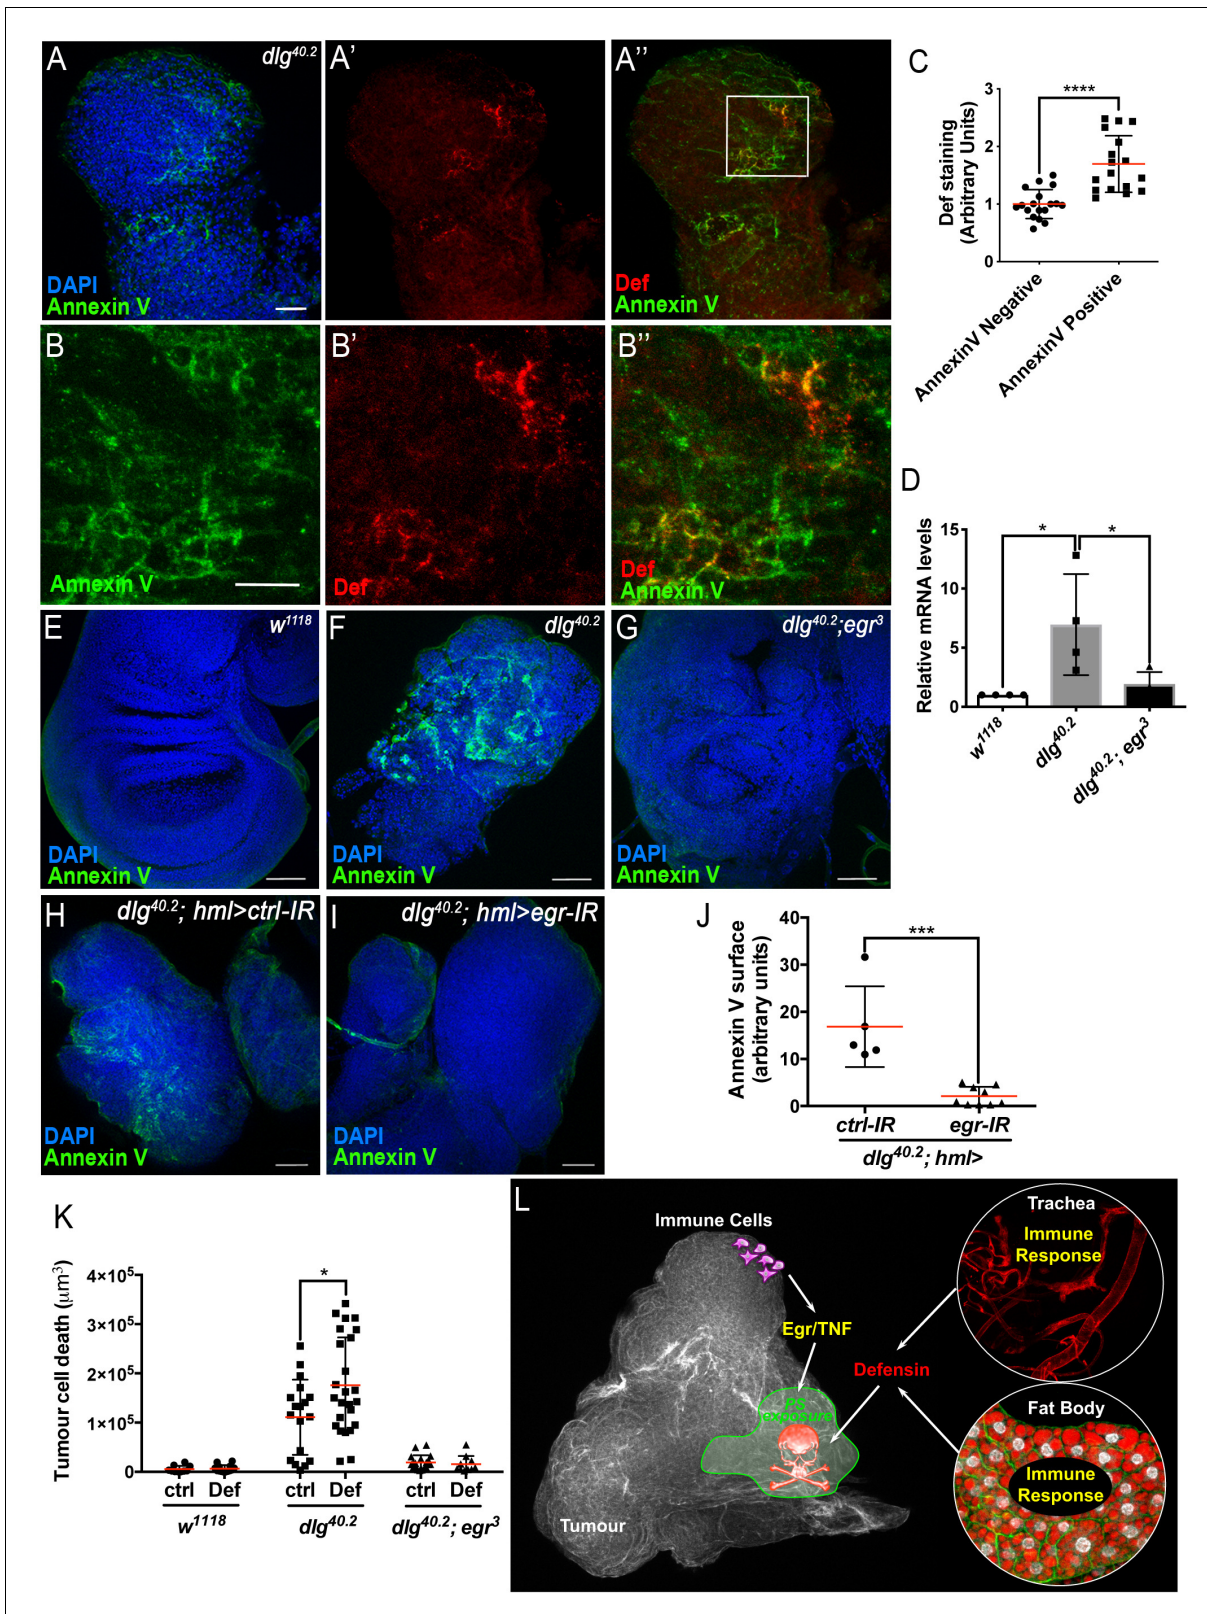 A
dlg40.2
DAPI
Annexin V
A'
A''
Def
Annexin V
B
Annexin V
B'
Def
B''
Def
Annexin V
C
Def staining
(Arbitrary Units)
3
2
1
0
****
AnnexinV Negative
AnnexinV Positive
D
Relative mRNA levels
15
10
5
0
*
*
w1118
dlg40.2
dlg40.2; egr3
E
w1118
DAPI
Annexin V
F
dlg40.2
DAPI
Annexin V
G
dlg40.2;egr3
DAPI
Annexin V
H
dlg40.2; hml>ctrl-IR
DAPI
Annexin V
I
dlg40.2; hml>egr-IR
DAPI
Annexin V
J
Annexin V surface
(arbitrary units)
40
30
20
10
0
***
ctrl-IR
egr-IR
dlg40.2; hml>
K
Tumour cell death (µm3)
4×105
3×105
2×105
1×105
0
*
ctrl Def
ctrl Def
ctrl Def
w1118
dlg40.2
dlg40.2; egr3
L
Immune Cells
Egr/TNF
Defensin
PS
exposure
Tumour
Trachea
Immune
Response
Fat Body
Immune
Response